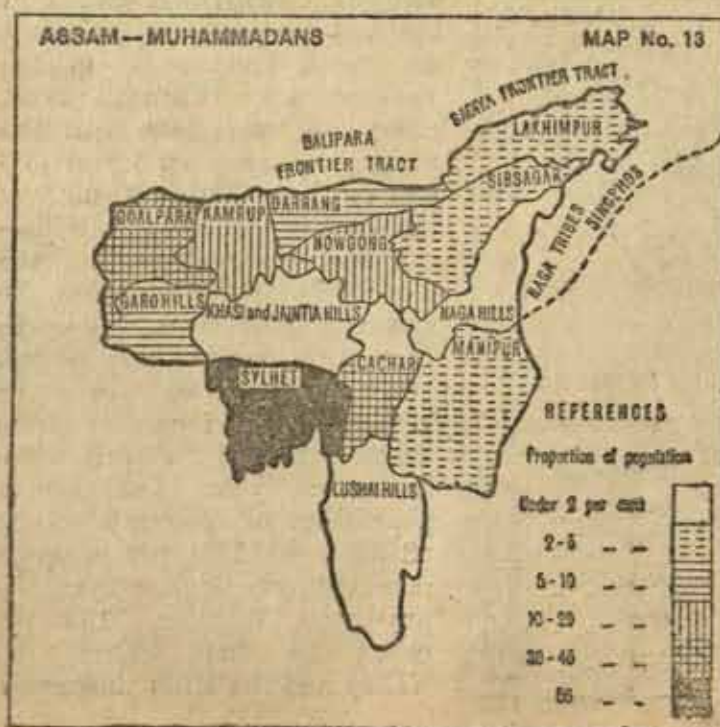 ASSAM—MUHAMMADANS
MAP No. 13
SADIYA FRONTIER TRACT
LAKHIMPUR
BALIPARA
FRONTIER TRACT
SIBSAGAR
GOALPARA
KAMRUP
DARRANG
NOWGONG
NAGA TRIBES
SINGPHOS
GARO HILLS
KHASI and JAINTIA HILLS
NAGA HILLS
MANIPUR
CACHAR
SYLHET
LUSHAI HILLS
REFERENCES
Proportion of population
Under 2 per cent
2-5 " "
5-10 " "
10-20 " "
30-40 " "